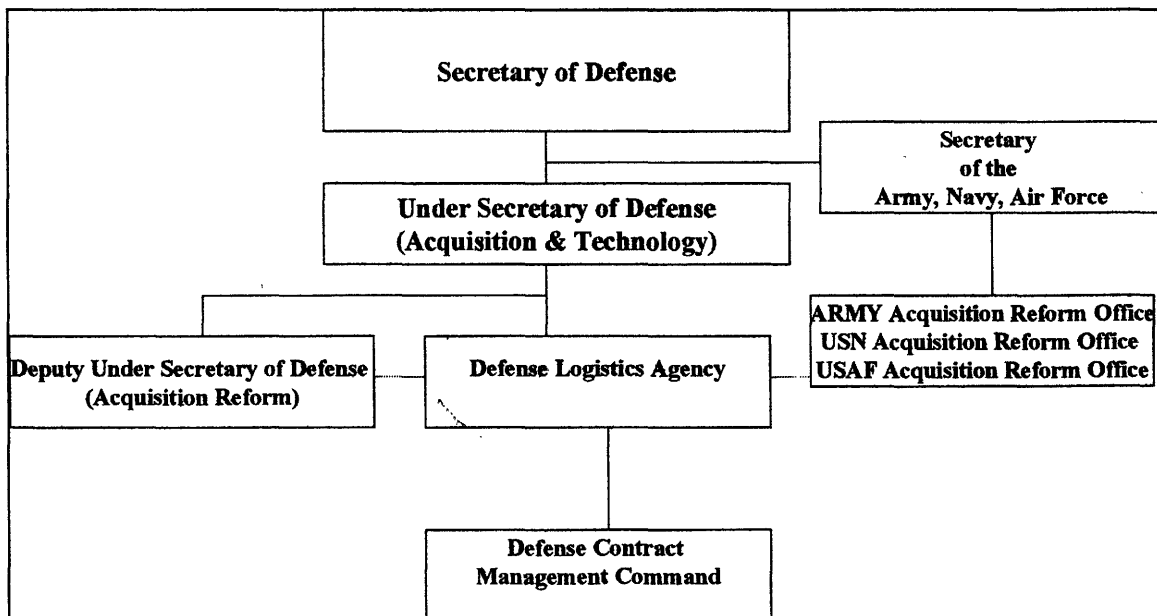 Secretary of Defense
Secretary
of the
Army, Navy, Air Force
Under Secretary of Defense
(Acquisition & Technology)
ARMY Acquisition Reform Office
USN Acquisition Reform Office
USAF Acquisition Reform Office
Deputy Under Secretary of Defense
(Acquisition Reform)
Defense Logistics Agency
Defense Contract
Management Command